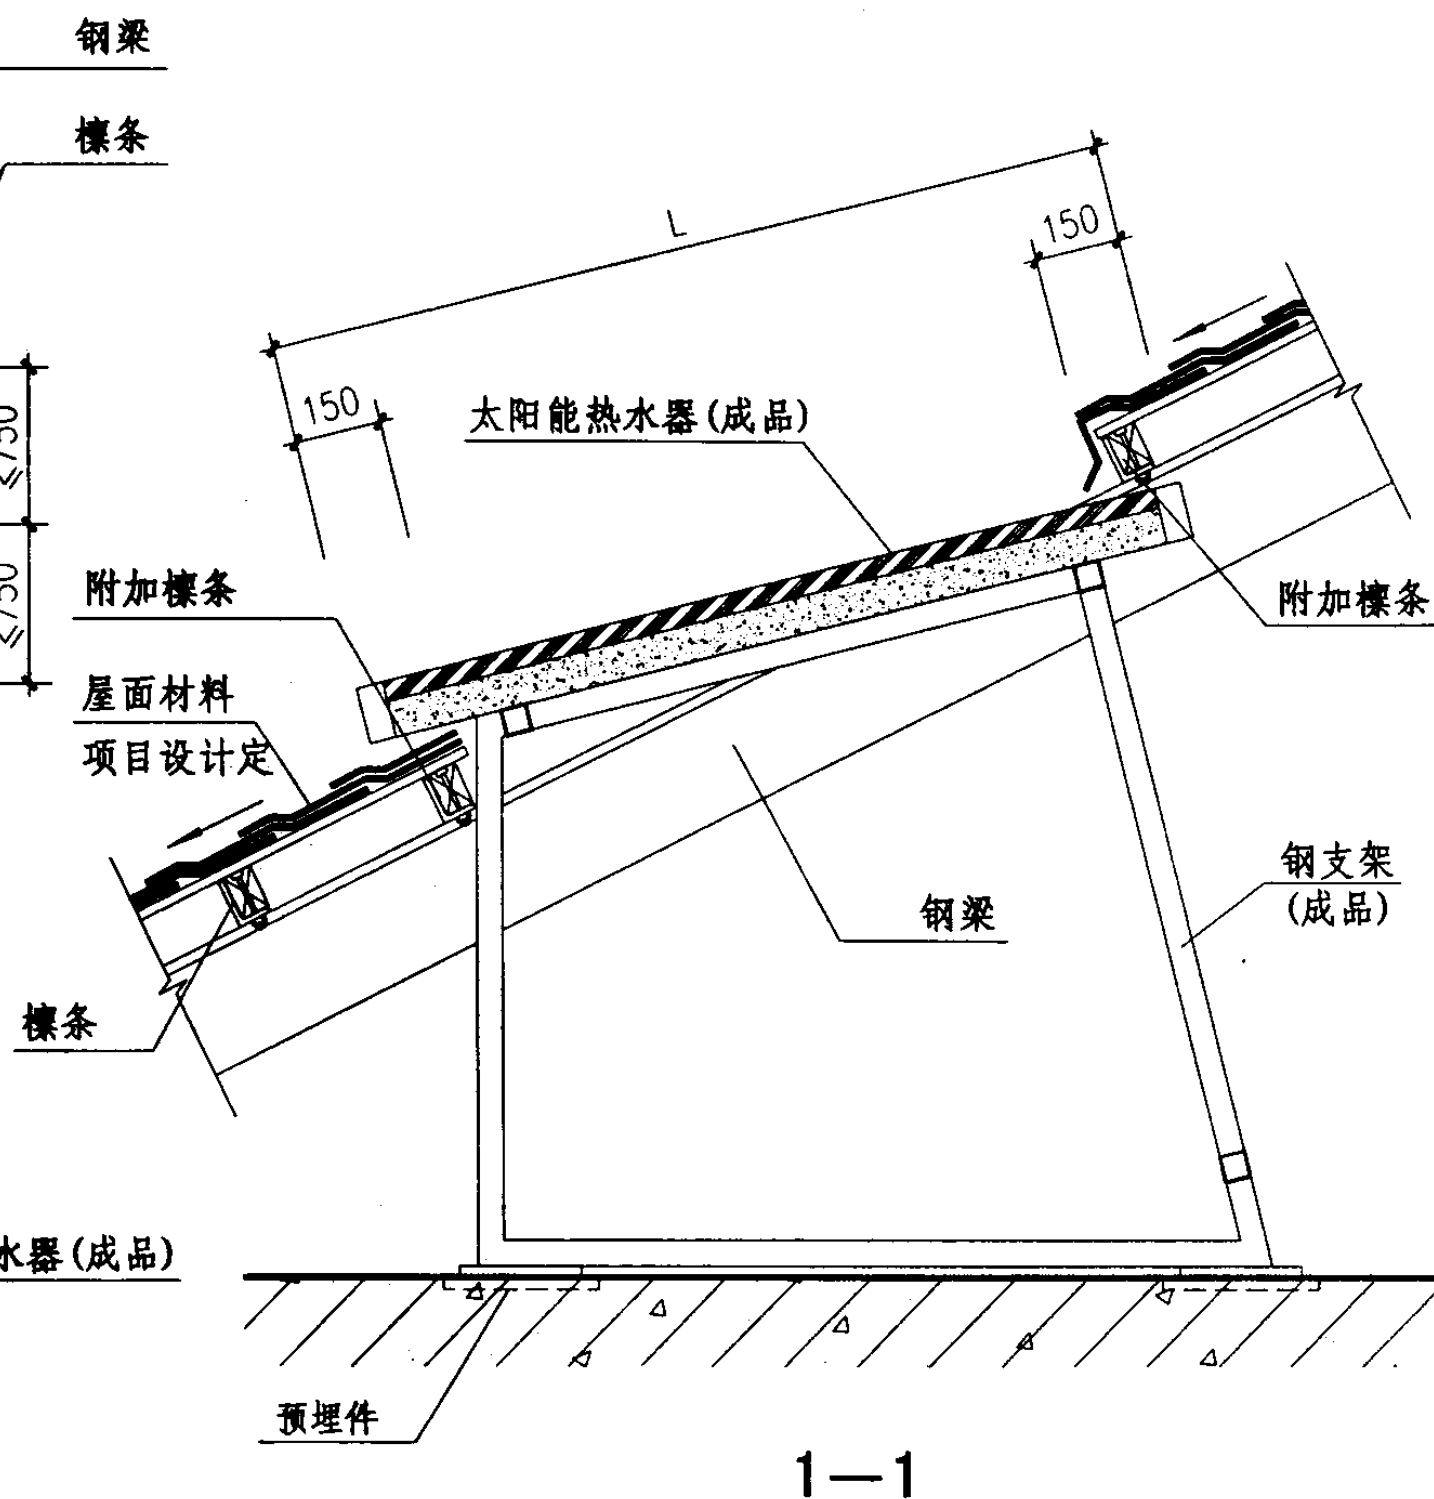 钢梁
檩条
L
150
150
≤750
≤750
太阳能热水器(成品)
附加檩条
附加檩条
屋面材料
项目设计定
钢支架
(成品)
钢梁
檩条
水器(成品)
预埋件
1—1